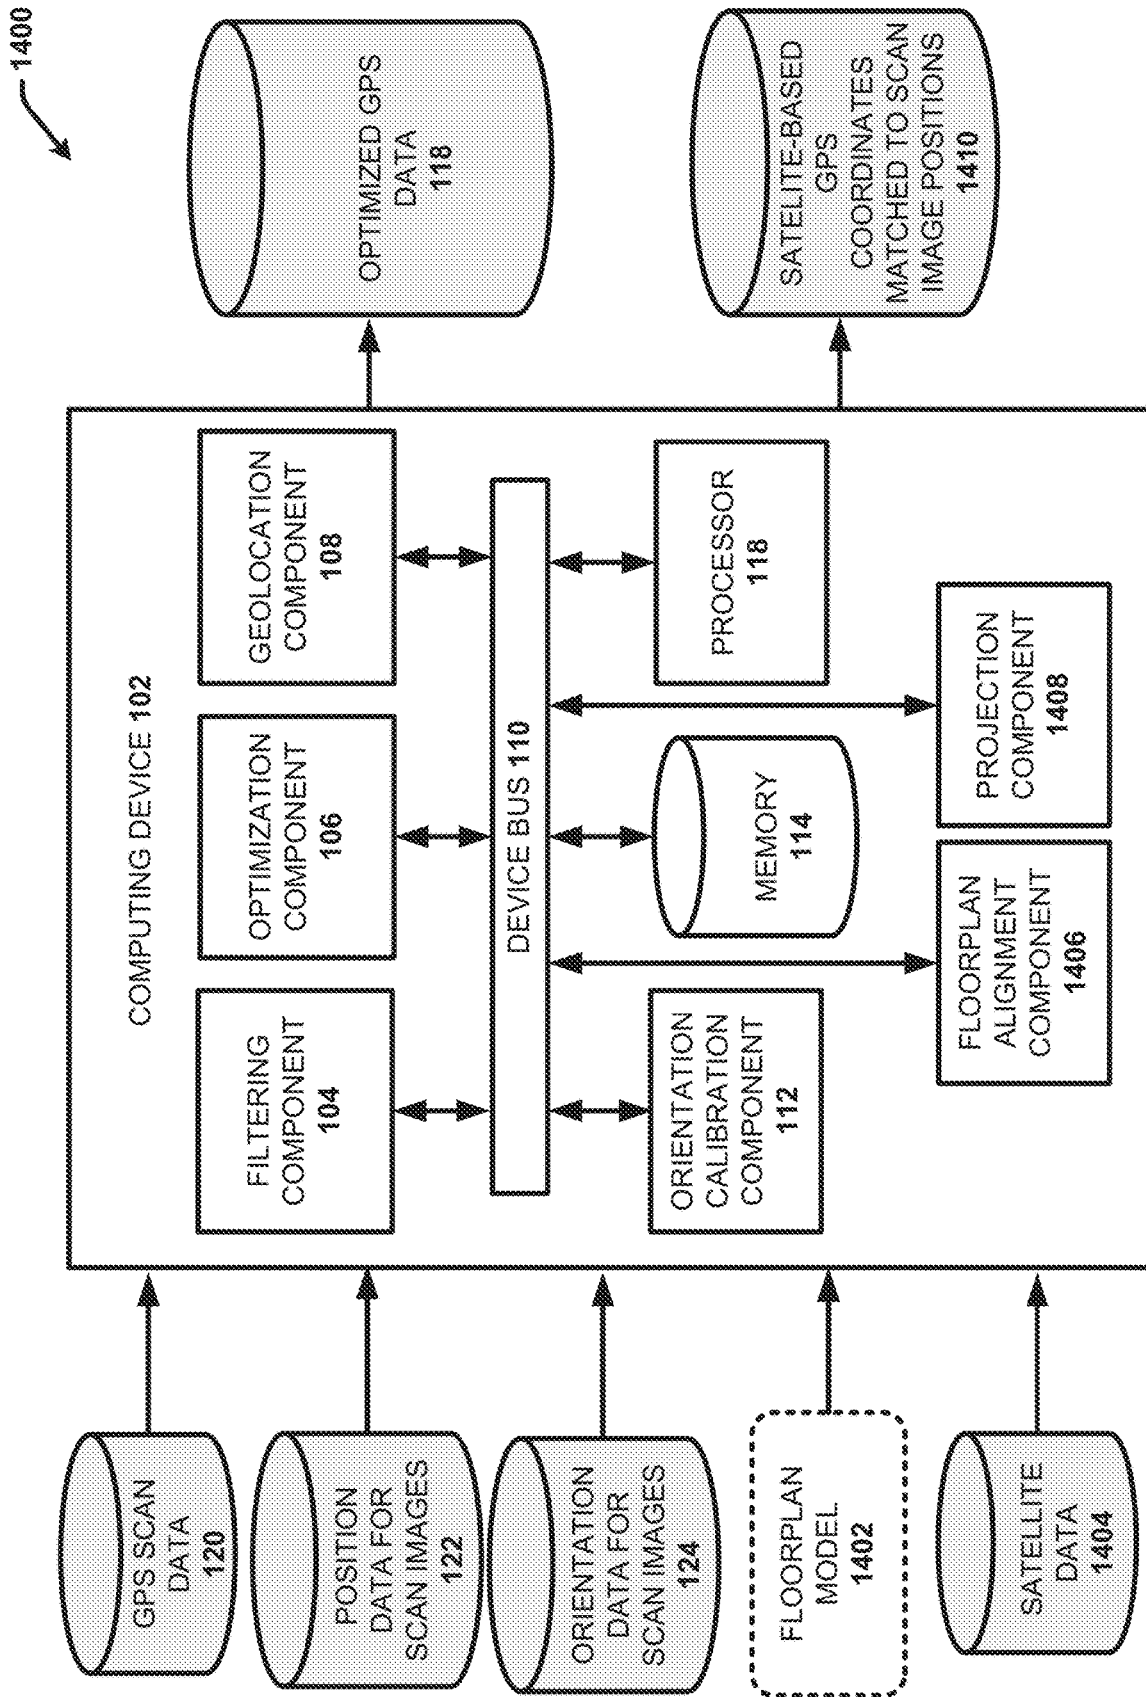 1400
GPS SCAN
DATA
120
POSITION
DATA FOR
SCAN IMAGES
122
ORIENTATION
DATA FOR
SCAN IMAGES
124
FLOORPLAN
MODEL
1402
SATELLITE
DATA
1404
COMPUTING DEVICE 102
FILTERING
COMPONENT
104
OPTIMIZATION
COMPONENT
106
GEOLOCATION
COMPONENT
108
DEVICE BUS 110
ORIENTATION
CALIBRATION
COMPONENT
112
MEMORY
114
PROCESSOR
118
FLOORPLAN
ALIGNMENT
COMPONENT
1406
PROJECTION
COMPONENT
1408
OPTIMIZED GPS
DATA
118
SATELITE-BASED
GPS
COORDINATES
MATCHED TO SCAN
IMAGE POSITIONS
1410